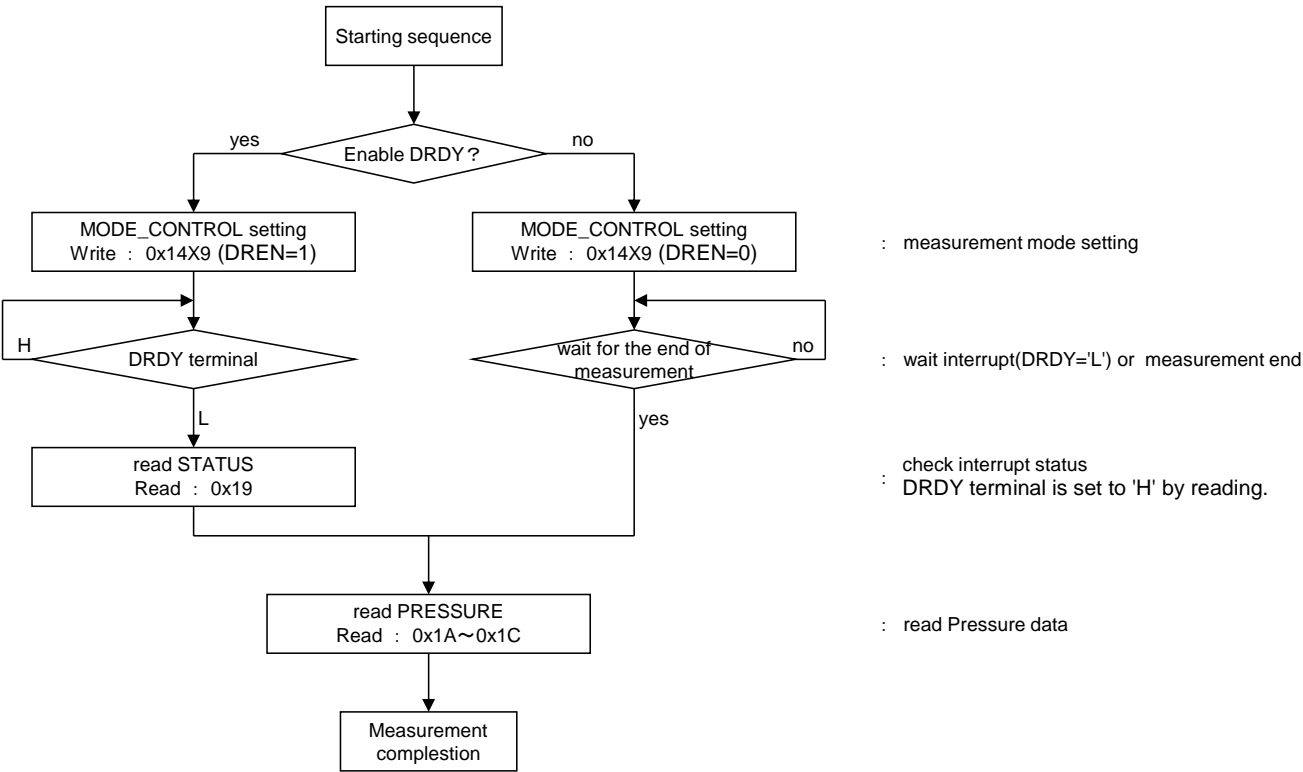 Starting sequence
yes
Enable DRDY？
no
MODE_CONTROL setting
Write ： 0x14X9 (DREN=1)
MODE_CONTROL setting
Write ： 0x14X9 (DREN=0)
： measurement mode setting
H
DRDY terminal
wait for the end of
measurement
no
： wait interrupt(DRDY='L') or measurement end
L
yes
read STATUS
Read ： 0x19
： check interrupt status
DRDY terminal is set to 'H' by reading.
read PRESSURE
Read ： 0x1A～0x1C
： read Pressure data
Measurement
complestion